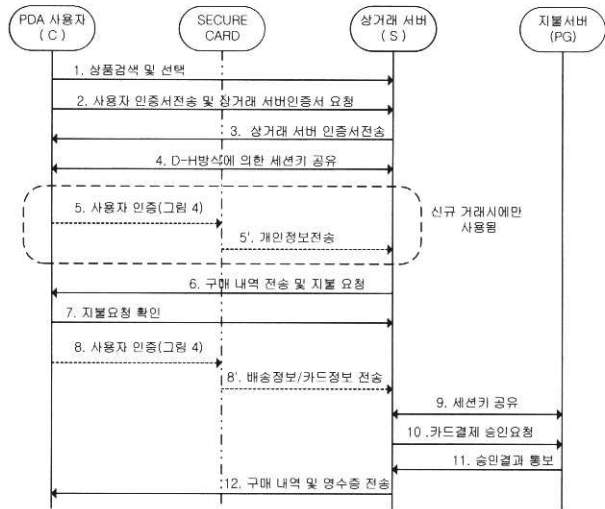 PDA 사용자
( C )
SECURE
CARD
상거래 서버
( S )
지불서버
(PG)
1. 상품검색 및 선택
2. 사용자 인증서전송 및 상거래 서버인증서 요청
3. 상거래 서버 인증서전송
4. D-H방식에 의한 세션키 공유
5. 사용자 인증(그림 4)
신규 거래시에만
사용됨
5'. 개인정보전송
6. 구매 내역 전송 및 지불 요청
7. 지불요청 확인
8. 사용자 인증(그림 4)
8'. 배송정보/카드정보 전송
9. 세션키 공유
10 .카드결제 승인요청
11. 승인결과 통보
12. 구매 내역 및 영수증 전송